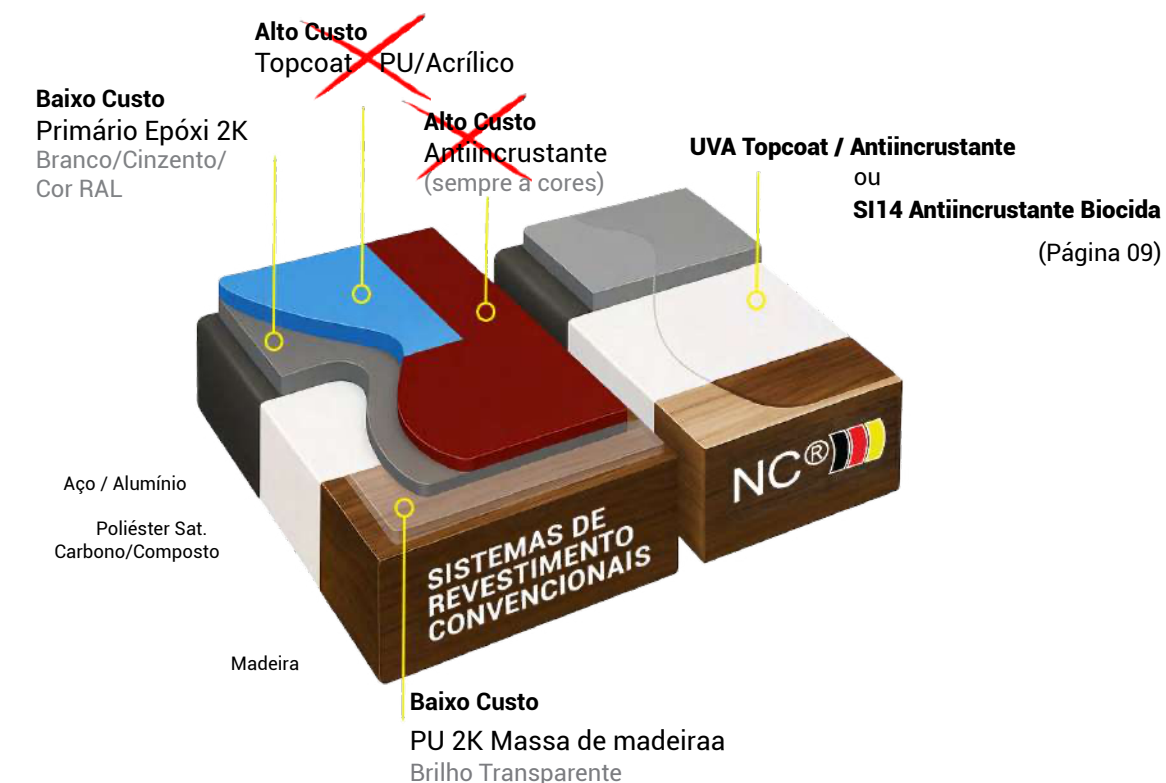 Alto Custo
Topcoat PU/Acrílico
Baixo Custo
Primário Epóxi 2K
Branco/Cinzento/
Cor RAL
Alto Custo
Antiincrustante
(sempre a cores)
UVA Topcoat / Antiincrustante
ou
SI14 Antiincrustante Biocida
(Página 09)
Aço / Alumínio
Poliéster Sat.
Carbono/Composto
Madeira
SISTEMAS DE
REVESTIMENTO
CONVENCIONAIS
NC®
Baixo Custo
PU 2K Massa de madeiraa
Brilho Transparente